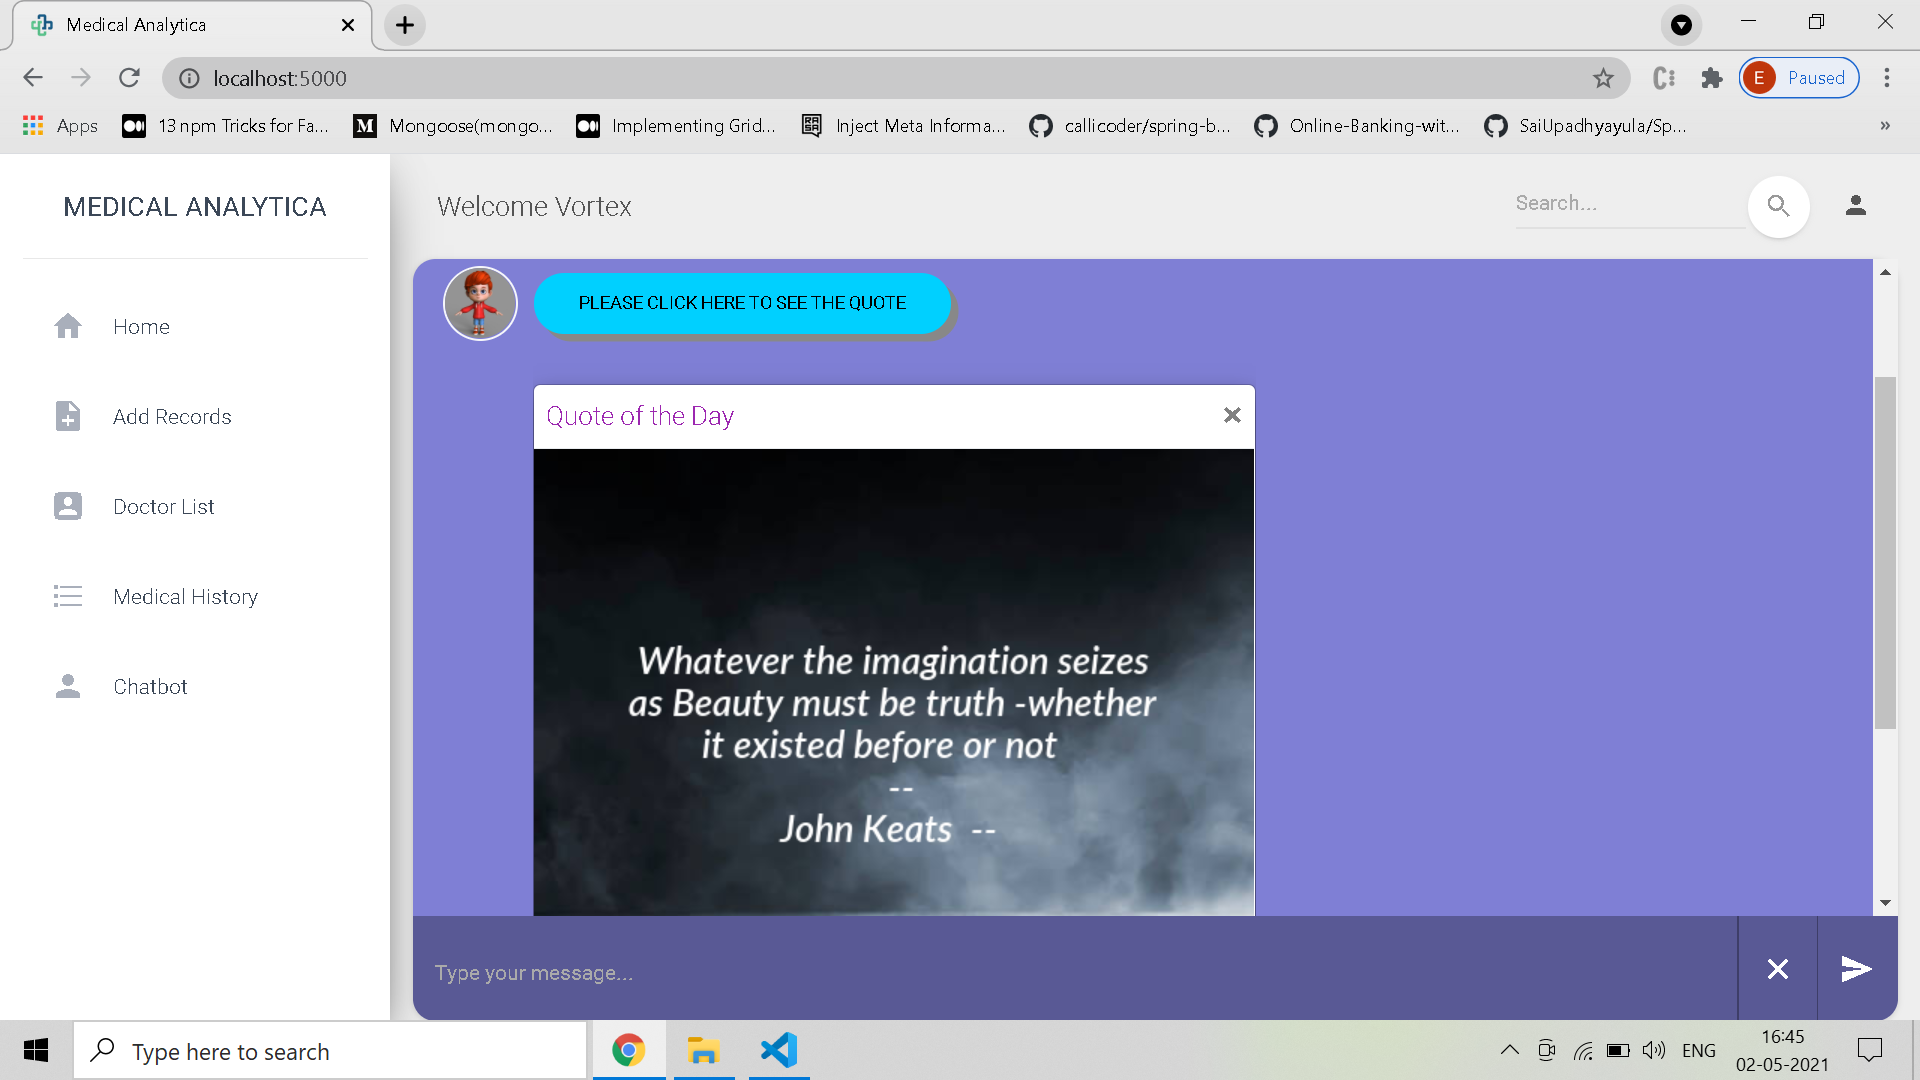 Medical Analytica
localhost:5000
E Paused
Apps
13 npm Tricks for Fa...
M Mongoose(mongo...
Implementing Grid...
RASA Inject Meta Informa...
callicoder/spring-b...
Online-Banking-wit...
SaiUpadhyayula/Sp...
»
MEDICAL ANALYTICA
Home
Add Records
Doctor List
Medical History
Chatbot
Welcome Vortex
Search...
PLEASE CLICK HERE TO SEE THE QUOTE
Quote of the Day
Whatever the imagination seizes
as Beauty must be truth -whether
it existed before or not
--
John Keats --
Type your message...
Type here to search
ENG
16:45
02-05-2021